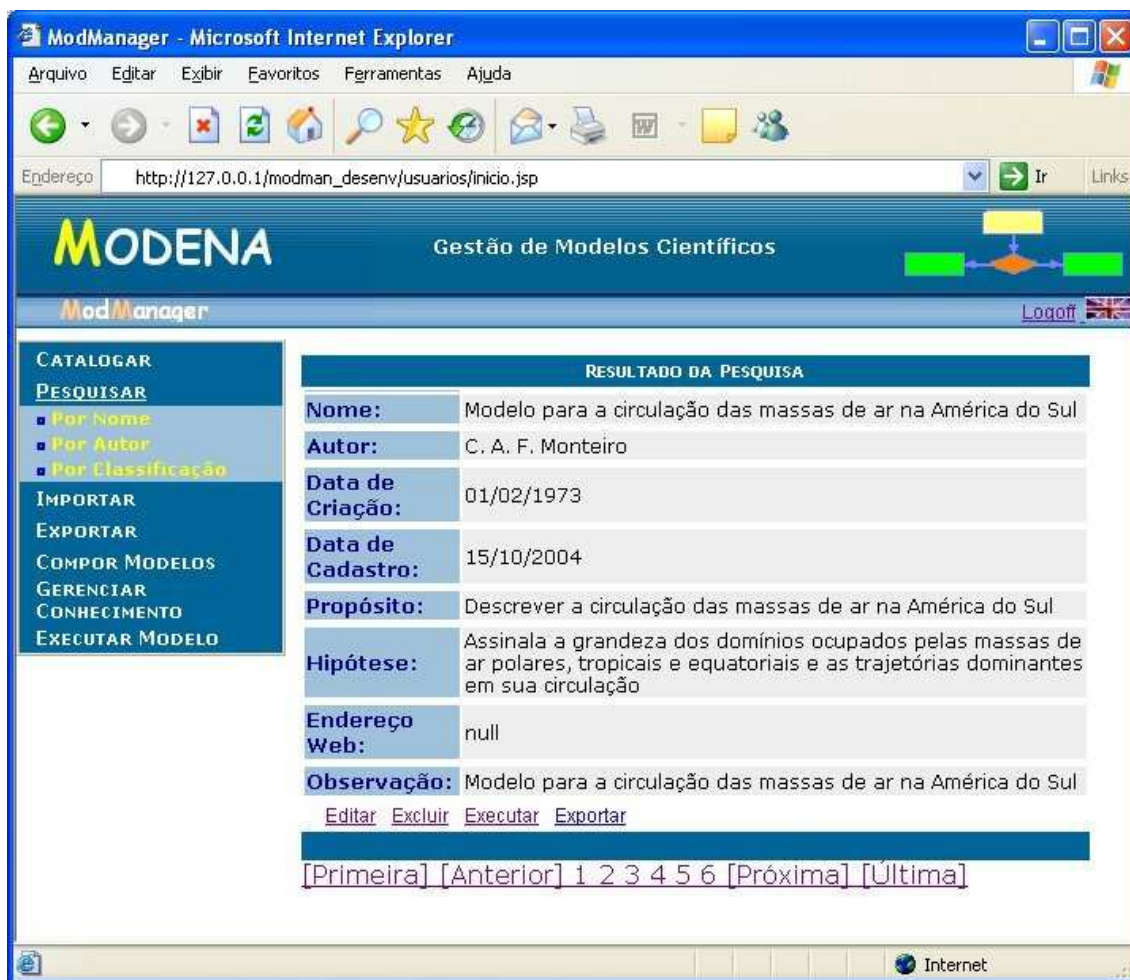 ModManager - Microsoft Internet Explorer
Arquivo Editar Exibir Favoritos Ferramentas Ajuda
W
Endereço http://127.0.0.1/modman_desenv/usuarios/inicio.jsp Ir Links
MODENA Gestão de Modelos Científicos
ModManager Logoff
CATALOGAR
PESQUISAR
Por Nome
Por Autor
Por Classificação
IMPORTAR
EXPORTAR
COMPOR MODELOS
GERENCIAR
CONHECIMENTO
EXECUTAR MODELO
RESULTADO DA PESQUISA
Nome: Modelo para a circulação das massas de ar na América do Sul
Autor: C. A. F. Monteiro
Data de
Criação: 01/02/1973
Data de
Cadastro: 15/10/2004
Propósito: Descrever a circulação das massas de ar na América do Sul
Hipótese: Assinala a grandeza dos domínios ocupados pelas massas de
ar polares, tropicais e equatoriais e as trajetórias dominantes
em sua circulação
Endereço
Web: null
Observação: Modelo para a circulação das massas de ar na América do Sul
Editar Excluir Executar Exportar
[Primeira] [Anterior] 1 2 3 4 5 6 [Próxima] [Última]
Internet